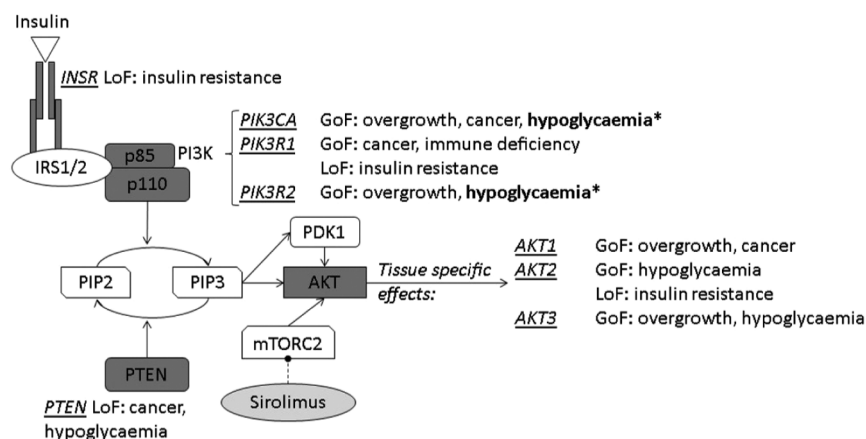 Insulin
INSR LoF: insulin resistance
PIK3CA GoF: overgrowth, cancer, hypoglycaemia*
p85 PI3K PIK3R1 GoF: cancer, immune deficiency
IRS1/2 LoF: insulin resistance
p110
PIK3R2 GoF: overgrowth, hypoglycaemia*
PDK1
AKT1 GoF: overgrowth, cancer
PIP2 PIP3 AKT Tissue specific
effects:
AKT2 GoF: hypoglycaemia
LoF: insulin resistance
AKT3 GoF: overgrowth, hypoglycaemia
mTORC2
PTEN
Sirolimus
PTEN LoF: cancer,
hypoglycaemia